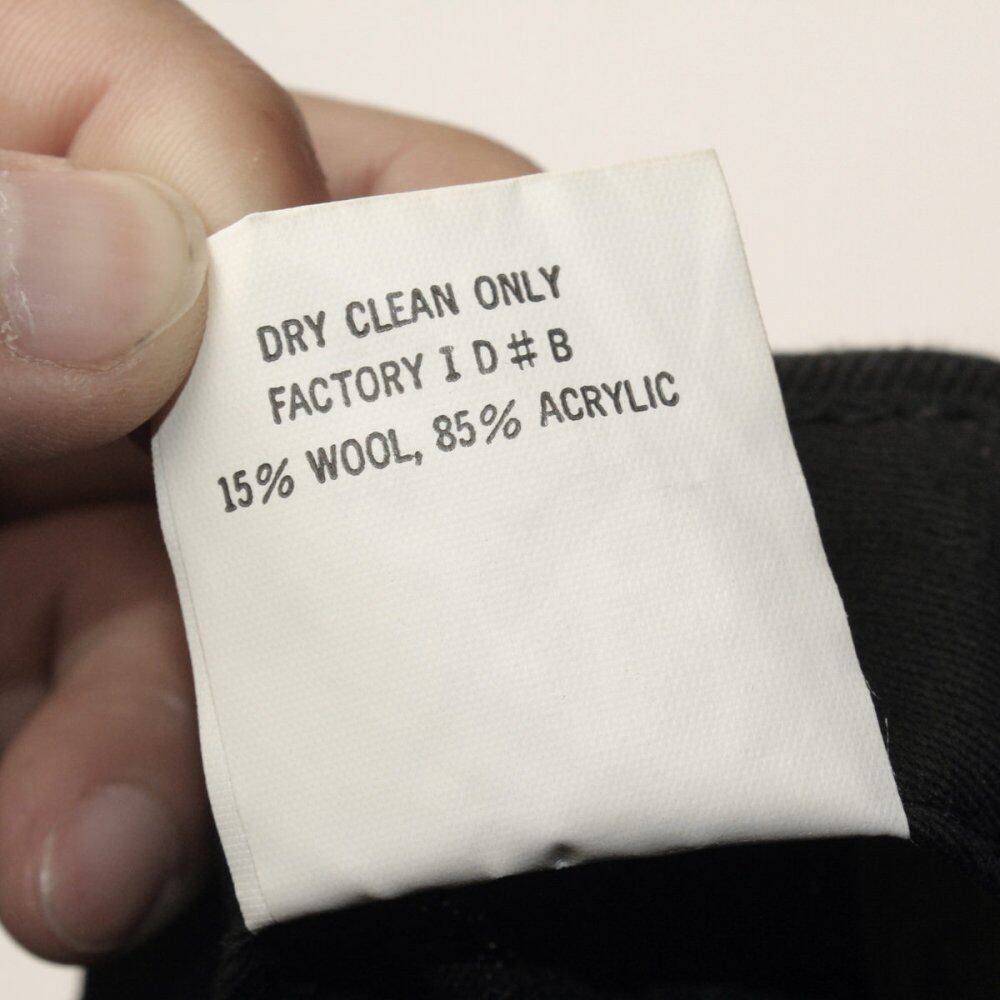 DRY CLEAN ONLY
FACTORY I D # B
15% WOOL, 85% ACRYLIC